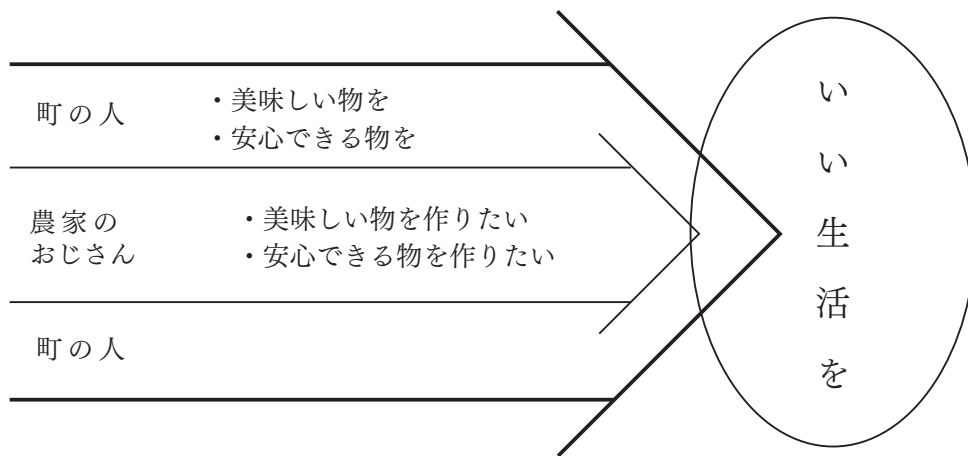 町の人
・美味しい物を
・安心できる物を
農家の
おじさん
・美味しい物を作りたい
・安心できる物を作りたい
町の人
いい生活を